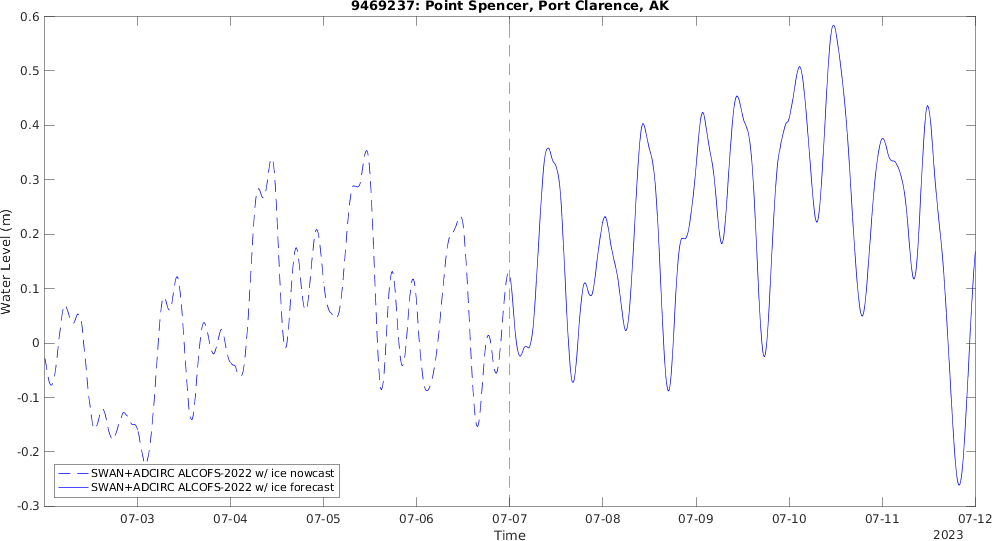 9469237: Point Spencer, Port Clarence, AK
Water Level (m)
0.6
0.5
0.4
0.3
0.2
0.1
0
-0.1
-0.2
-0.3
SWAN+ADCIRC ALCOFS-2022 w/ ice nowcast
SWAN+ADCIRC ALCOFS-2022 w/ ice forecast
07-03 07-04 07-05 07-06 07-07 07-08 07-09 07-10 07-11 07-12
Time
2023